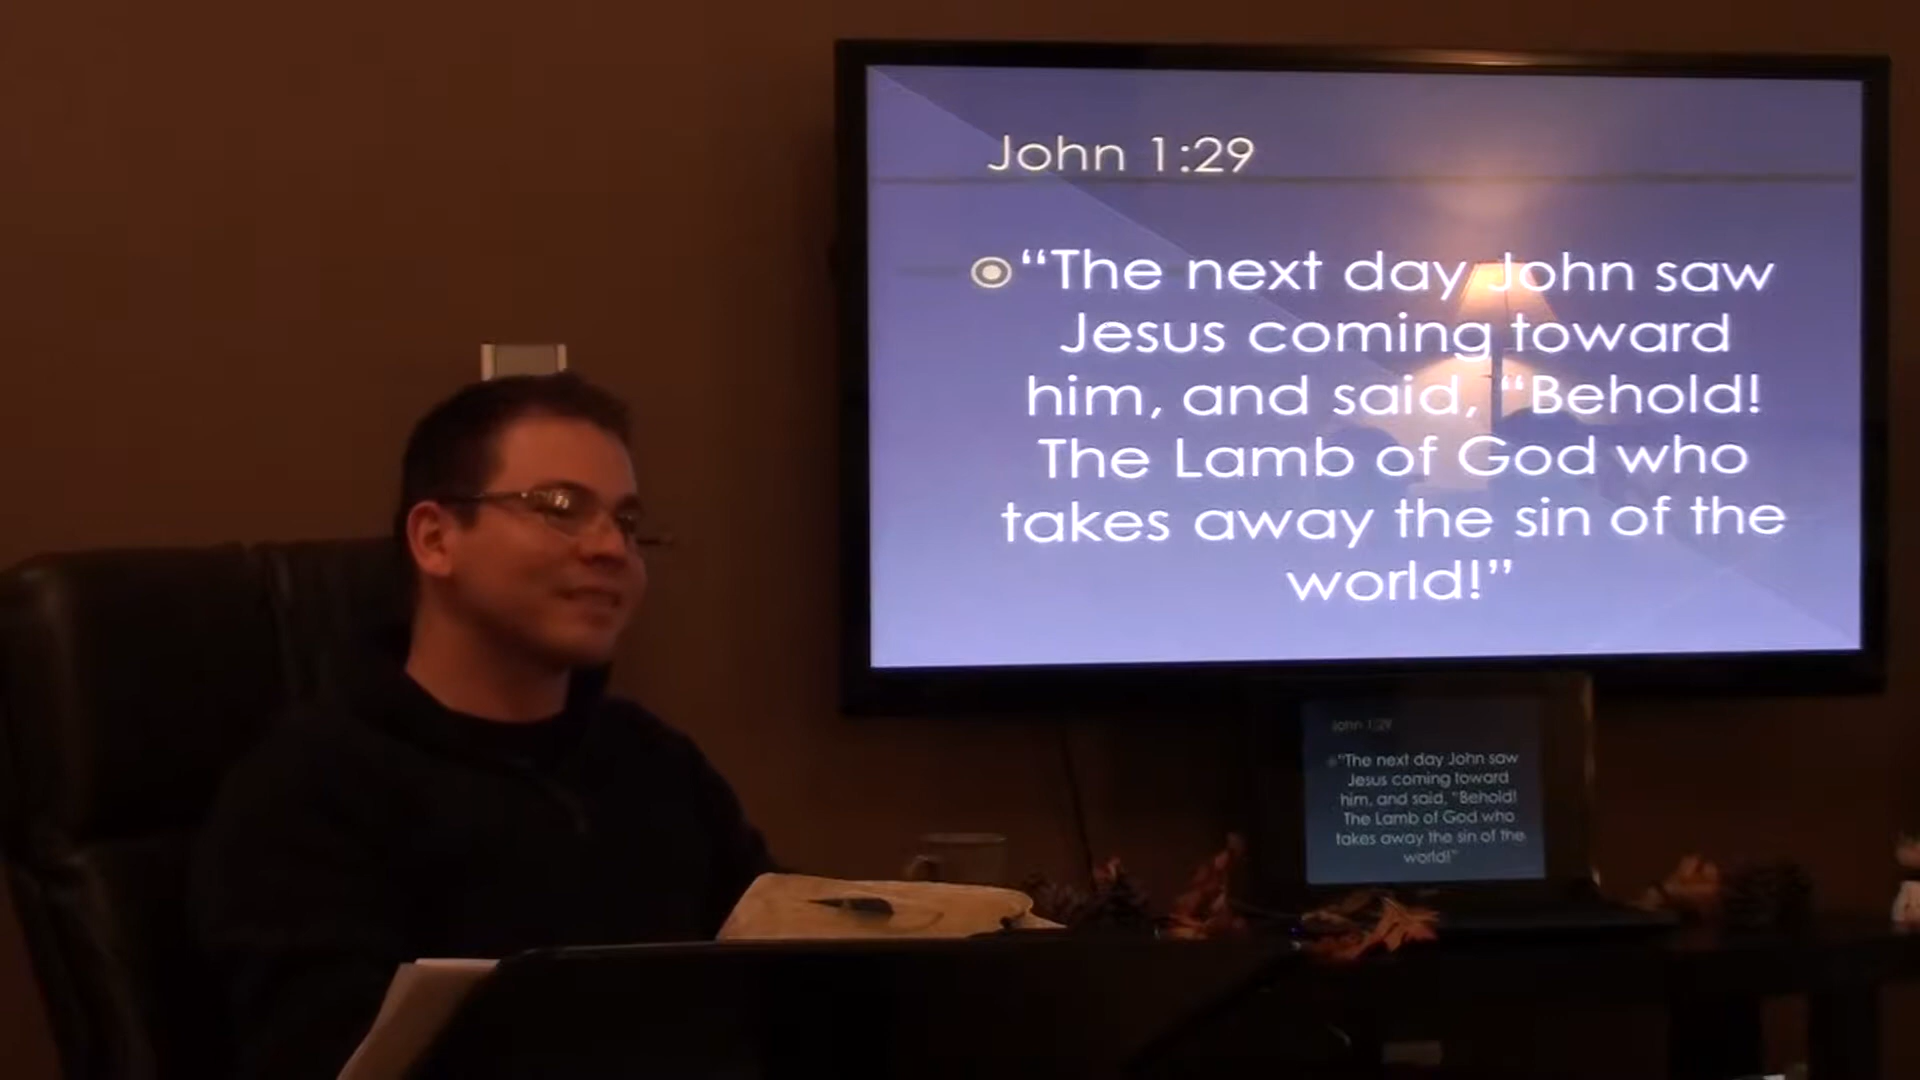 John 1:29
“The next day John saw
Jesus coming toward
him, and said, “Behold!
The Lamb of God who
takes away the sin of the
world!”
John 1:29
“The next day John saw
Jesus coming toward
him, and said, “Behold!
The Lamb of God who
takes away the sin of the
world!”